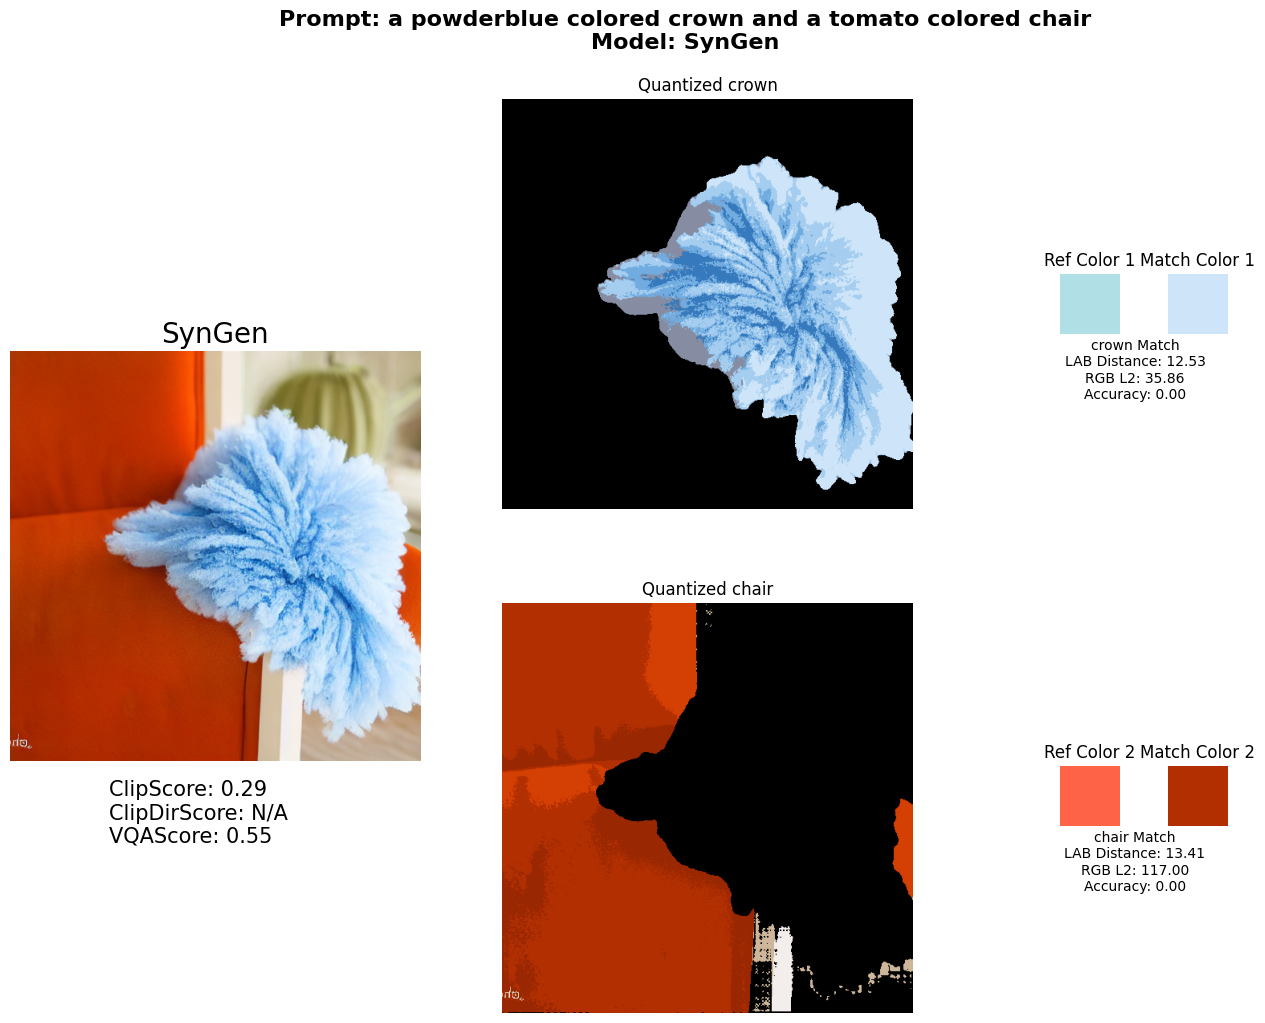 Prompt: a powderblue colored crown and a tomato colored chair
Model: SynGen
Quantized crown
SynGen
ClipScore: 0.29
ClipDirScore: N/A
VQAScore: 0.55
Ref Color 1 Match Color 1
crown Match
LAB Distance: 12.53
RGB L2: 35.86
Accuracy: 0.00
Quantized chair
Ref Color 2 Match Color 2
chair Match
LAB Distance: 13.41
RGB L2: 117.00
Accuracy: 0.00